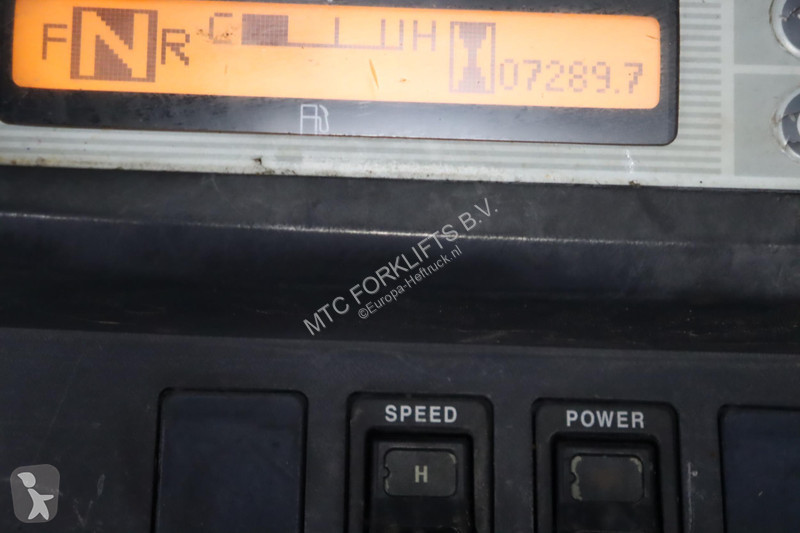 F N R C H 07289.7
MTC FORKLIFTS B.V.
©Europa-Heftruck.nl
SPEED POWER
H